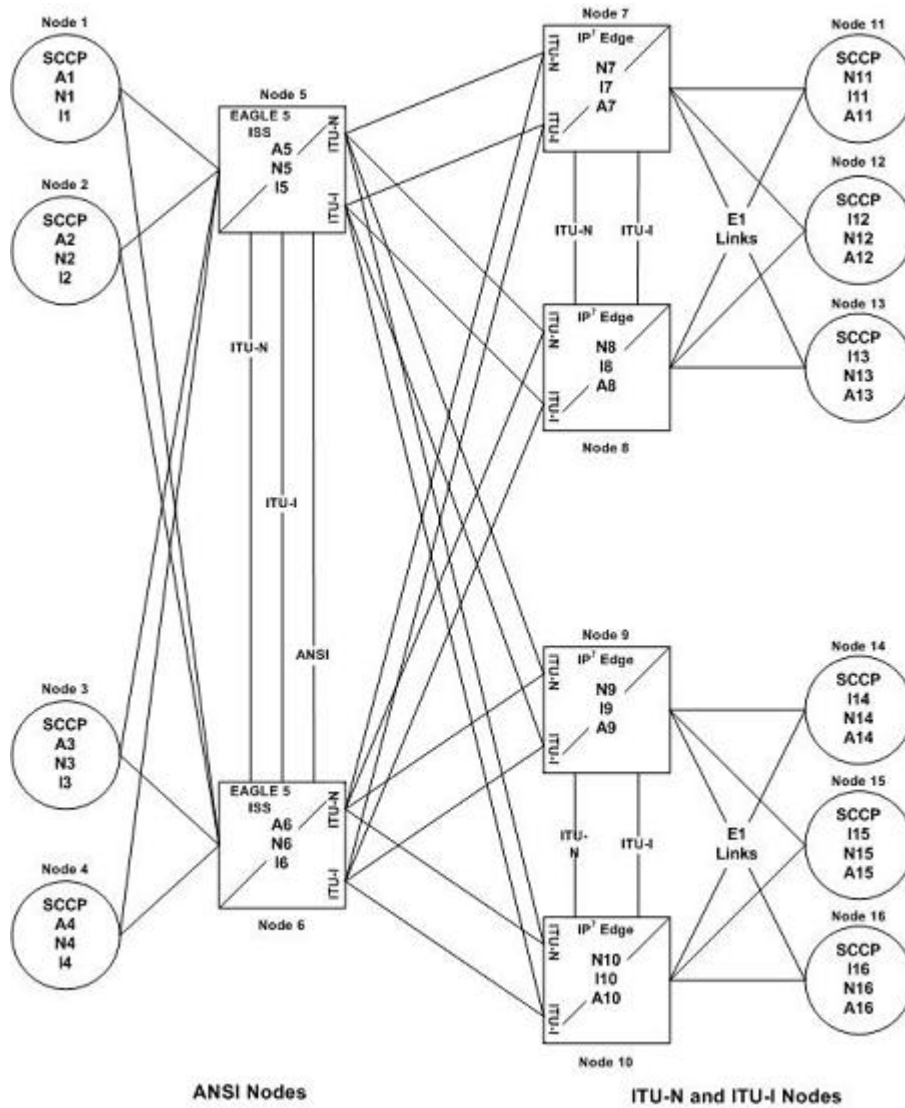 Node 1
SCCP
A1
N1
I1
Node 2
SCCP
A2
N2
I2
Node 3
SCCP
A3
N3
I3
Node 4
SCCP
A4
N4
I4
Node 5
EAGLE 5
ISS
A5
N5
I5
ITU-N
ITU-I
ITU-N
ITU-I
ANSI
EAGLE 5
ISS
A6
N6
I6
ITU-N
ITU-I
Node 6
Node 7
IP7 Edge
N7
I7
A7
ITU-N
ITU-I
ITU-N
ITU-I
IP7 Edge
N8
I8
A8
ITU-N
ITU-I
Node 8
Node 9
IP7 Edge
N9
I9
A9
ITU-N
ITU-I
ITU-
N
ITU-I
IP7 Edge
N10
I10
A10
ITU-N
ITU-I
Node 10
Node 11
SCCP
N11
I11
A11
Node 12
SCCP
I12
N12
A12
E1
Links
Node 13
SCCP
I13
N13
A13
Node 14
SCCP
I14
N14
A14
Node 15
SCCP
I15
N15
A15
E1
Links
Node 16
SCCP
I16
N16
A16
ANSI Nodes
ITU-N and ITU-I Nodes